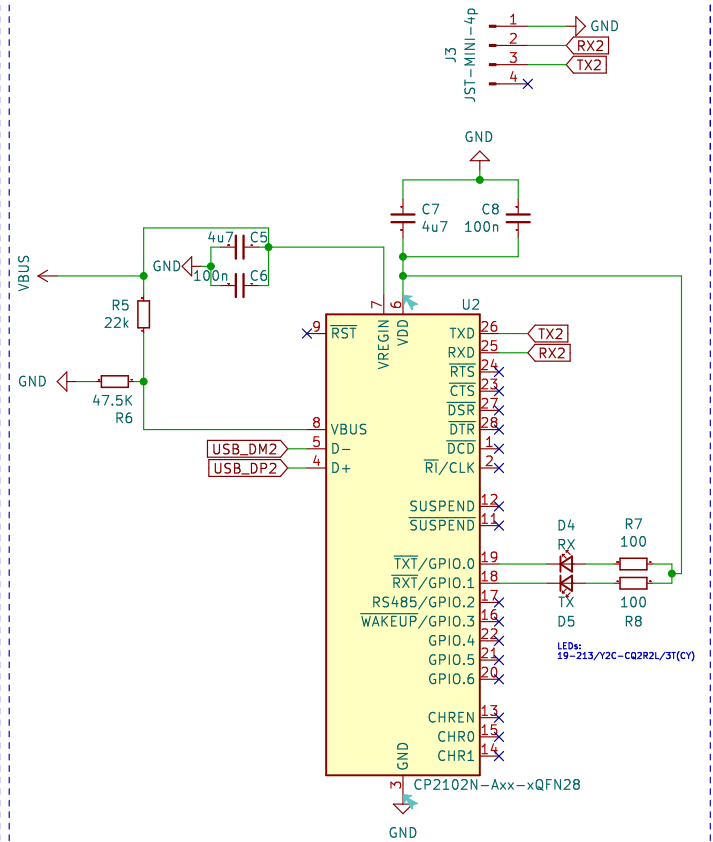 J3
JST-MINI-4p
1
GND
2
RX2
3
TX2
4
GND
C7
4u7
C8
100n
VBUS
4u7
C5
GND
100n
C6
R5
22k
GND
47.5K
R6
U2
7
6
VREGIN
VDD
9
RST
8
VBUS
USB_DM2
5
D-
USB_DP2
4
D+
TXD
26
TX2
RXD
25
RX2
RTS
24
CTS
23
DSR
27
DTR
28
DCD
1
RI/CLK
2
SUSPEND
12
SUSPEND
11
TXT/GPIO.0
19
RXT/GPIO.1
18
RS485/GPIO.2
17
WAKEUP/GPIO.3
16
GPIO.4
22
GPIO.5
21
GPIO.6
20
CHREN
13
CHR0
15
CHR1
14
D4
RX
R7
100
TX
D5
100
R8
LEDs:
19-213/Y2C-CQ2R2L/3T(CY)
GND
3
CP2102N-Axx-xQFN28
GND